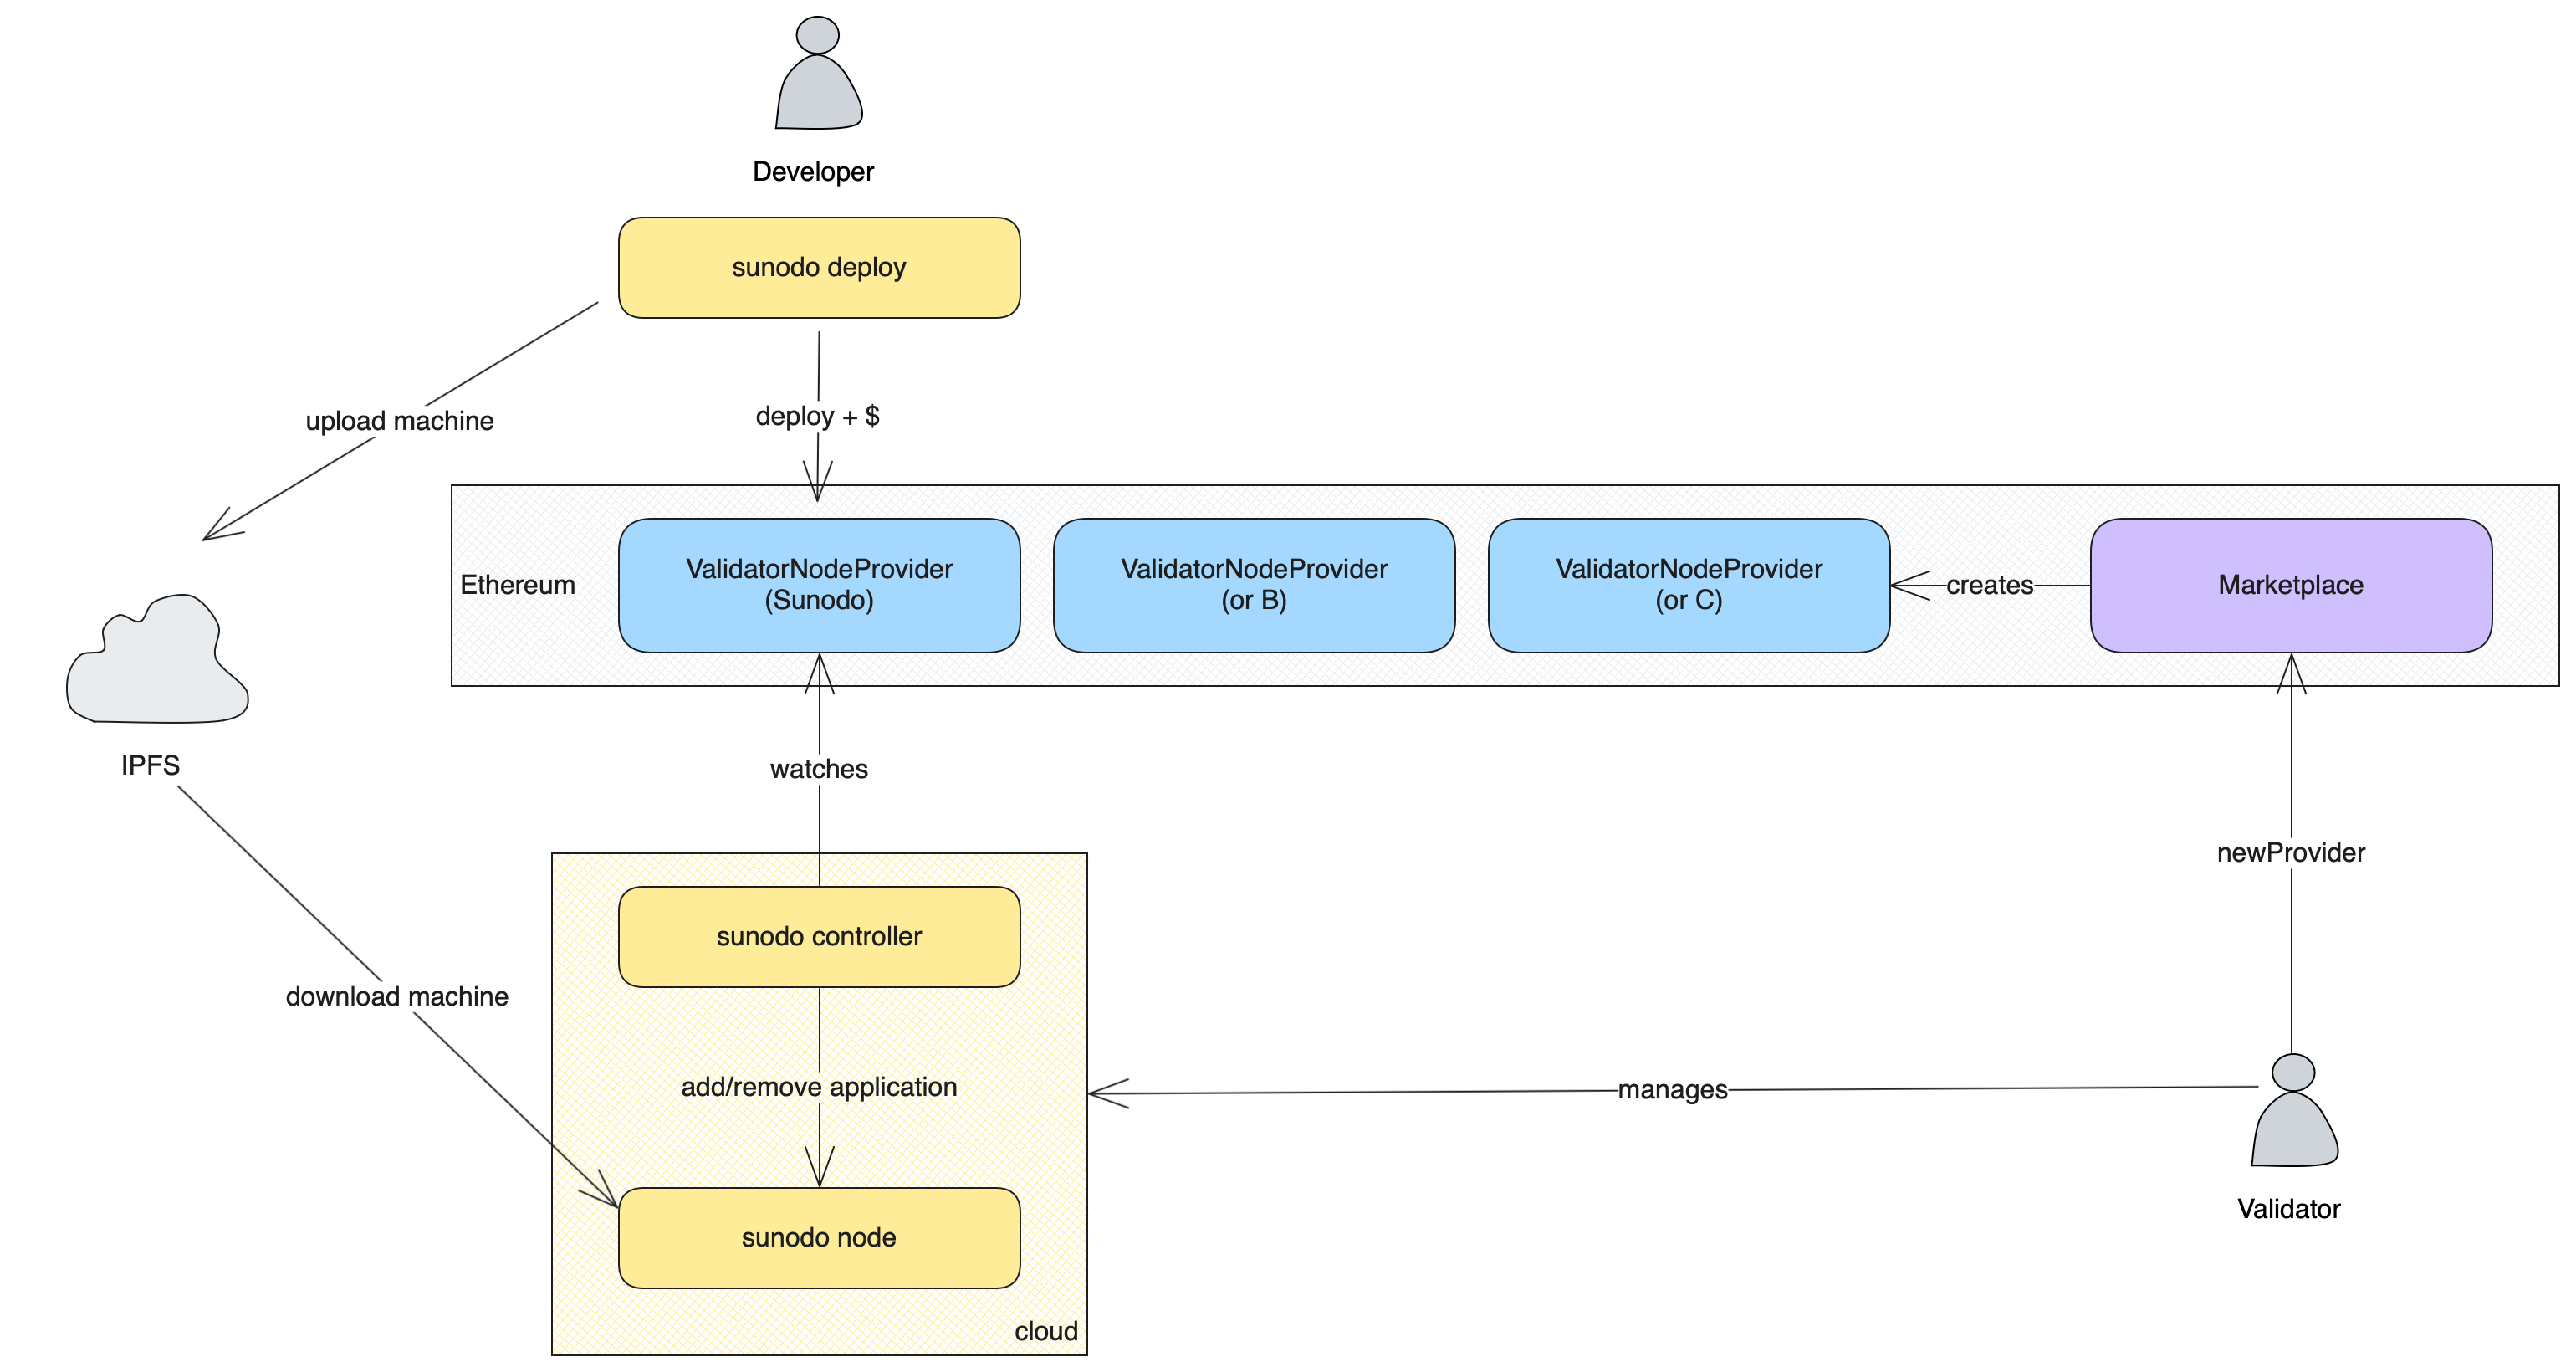 Developer
sunodo deploy
upload machine
deploy + $
Ethereum
ValidatorNodeProvider
(Sunodo)
ValidatorNodeProvider
(or B)
ValidatorNodeProvider
(or C)
creates
Marketplace
IPFS
watches
newProvider
sunodo controller
download machine
add/remove application
manages
Validator
sunodo node
cloud